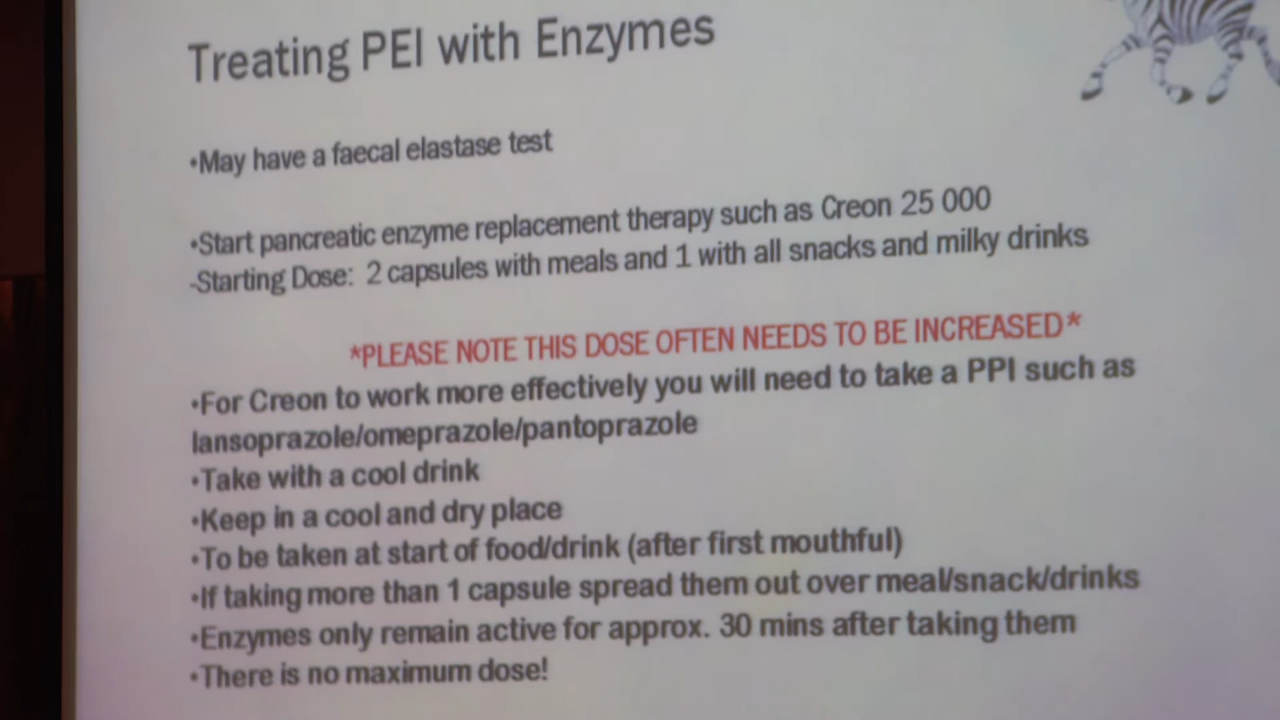 Treating PEI with Enzymes
•May have a faecal elastase test
•Start pancreatic enzyme replacement therapy such as Creon 25 000
-Starting Dose: 2 capsules with meals and 1 with all snacks and milky drinks
*PLEASE NOTE THIS DOSE OFTEN NEEDS TO BE INCREASED*
•For Creon to work more effectively you will need to take a PPI such as
lansoprazole/omeprazole/pantoprazole
•Take with a cool drink
•Keep in a cool and dry place
•To be taken at start of food/drink (after first mouthful)
•If taking more than 1 capsule spread them out over meal/snack/drinks
•Enzymes only remain active for approx. 30 mins after taking them
•There is no maximum dose!